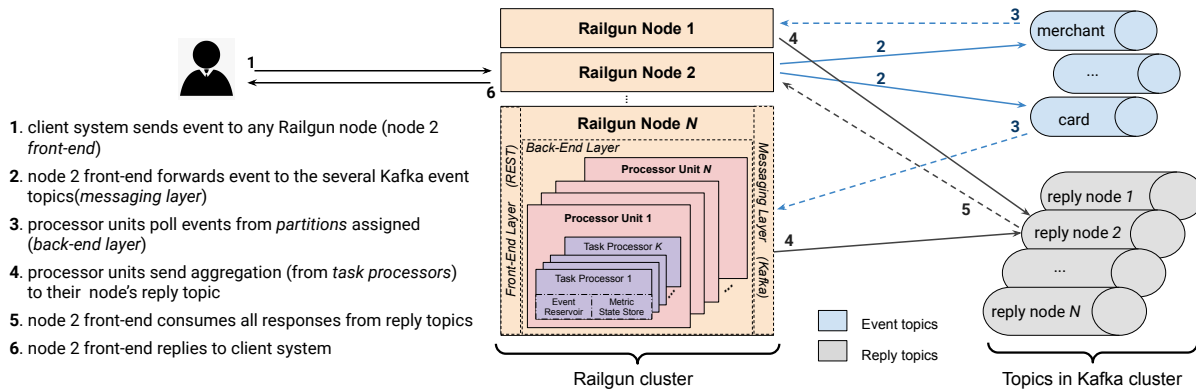 1
6
1. client system sends event to any Railgun node (node 2
front-end)
2. node 2 front-end forwards event to the several Kafka event
topics(messaging layer)
3. processor units poll events from partitions assigned
(back-end layer)
4. processor units send aggregation (from task processors)
to their node's reply topic
5. node 2 front-end consumes all responses from reply topics
6. node 2 front-end replies to client system
Railgun Node 1
Railgun Node 2
...
Railgun Node N
Front-End Layer (REST)
Back-End Layer
Processor Unit N
Processor Unit 1
Task Processor K
Task Processor 1
Event
Reservoir
Metric
State Store
...
...
Messaging Layer (Kafka)
Railgun cluster
3
4
2
2
3
5
4
merchant
...
card
reply node 1
reply node 2
...
reply node N
Event topics
Reply topics
Topics in Kafka cluster